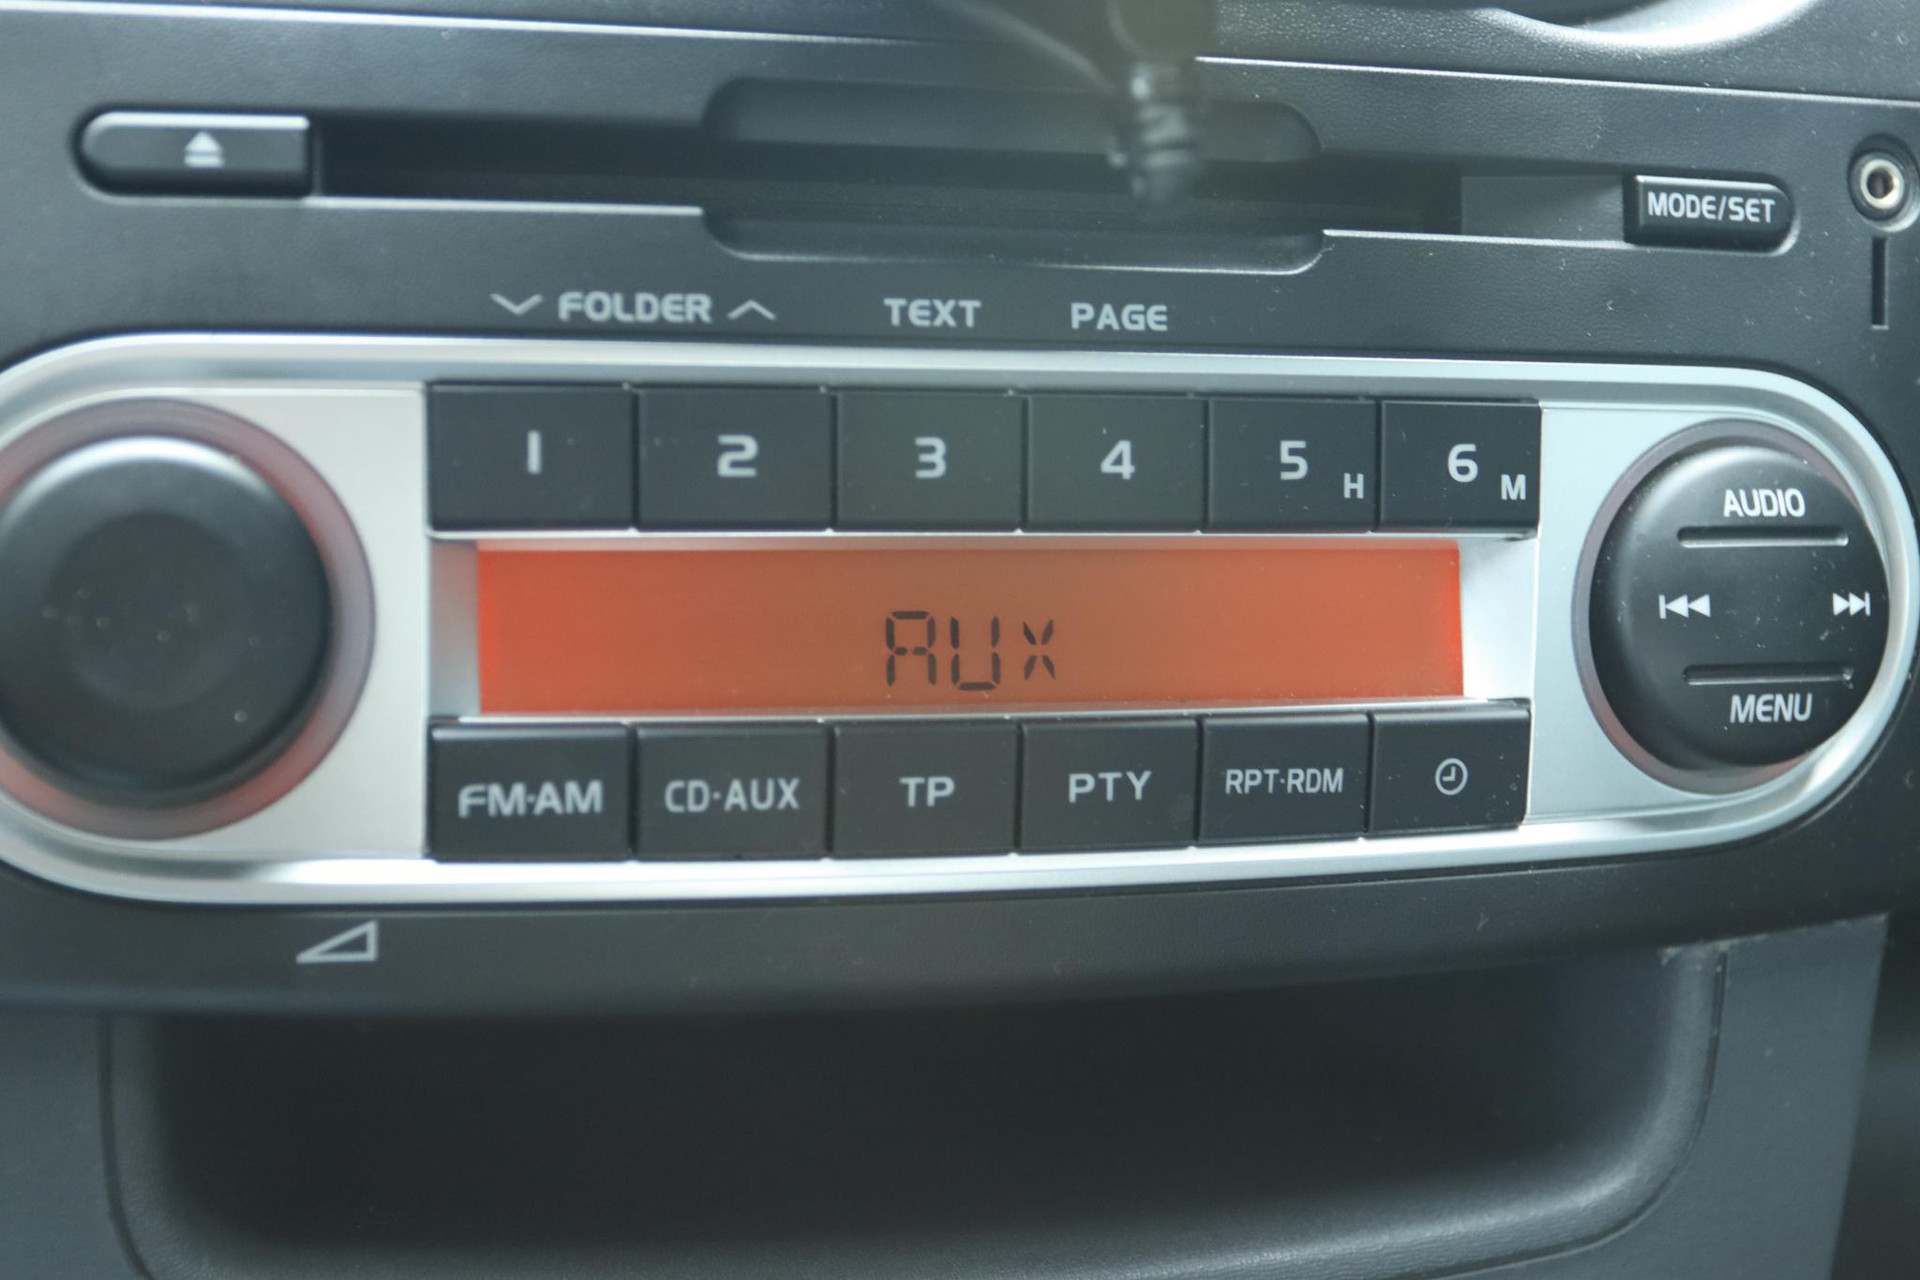 MODE/SET
FOLDER TEXT PAGE
1 2 3 4 5 H 6 M
AUDIO
AUX
MENU
FM·AM CD·AUX TP PTY RPT·RDM